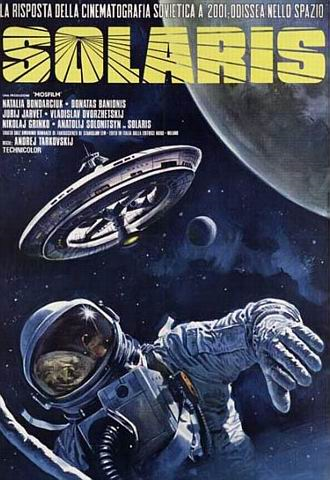 LA RISPOSTA DELLA CINEMATOGRAFIA SOVIETICA A 2001: ODISSEA NELLO SPAZIO
SOLARIS
UNA PRODUZIONE "MOSFILM"
NATALIA BONDARCIUK • DONATAS BANIONIS
JURIJ JARVET • VLADISLAV DVORZHETSKIJ
NIKOLAJ GRINKO • ANATOLIJ SOLONITSYN IN SOLARIS
TRATTO DALL'OMONIMO ROMANZO DI FANTASCIENZA DI STANISLAW LEM - EDITO IN ITALIA DALLA EDITRICE NORD - MILANO
REGIA: ANDREJ TARKOVSKIJ
TECHNICOLOR